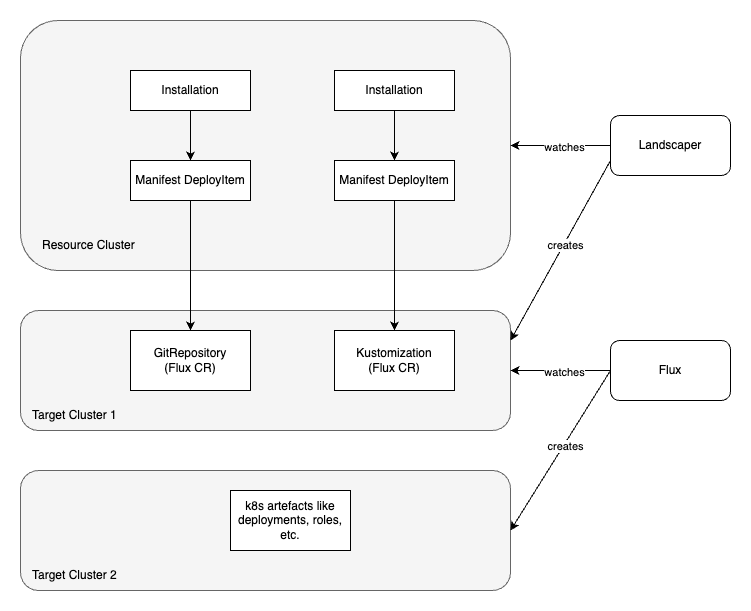 Installation
Installation
Landscaper
watches
Manifest DeployItem
Manifest DeployItem
Resource Cluster
creates
GitRepository
(Flux CR)
Kustomization
(Flux CR)
watches
Flux
Target Cluster 1
creates
k8s artefacts like
deployments, roles,
etc.
Target Cluster 2